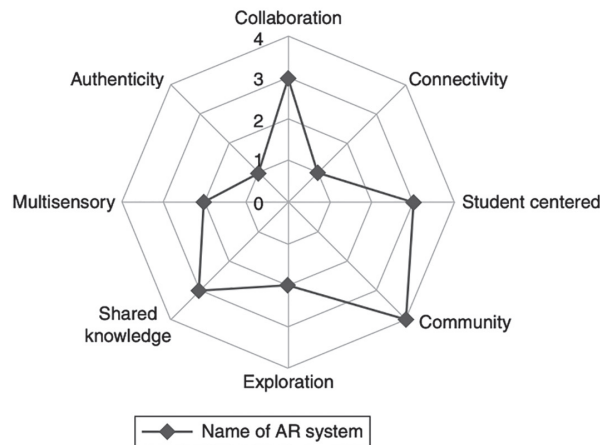 Collaboration
4
Authenticity
Connectivity
3
2
1
Multisensory
0
Student centered
Shared
knowledge
Community
Exploration
Name of AR system